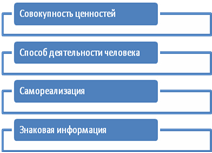 Совокупность ценностей
Способ деятельности человека
Самореализация
Знаковая информация